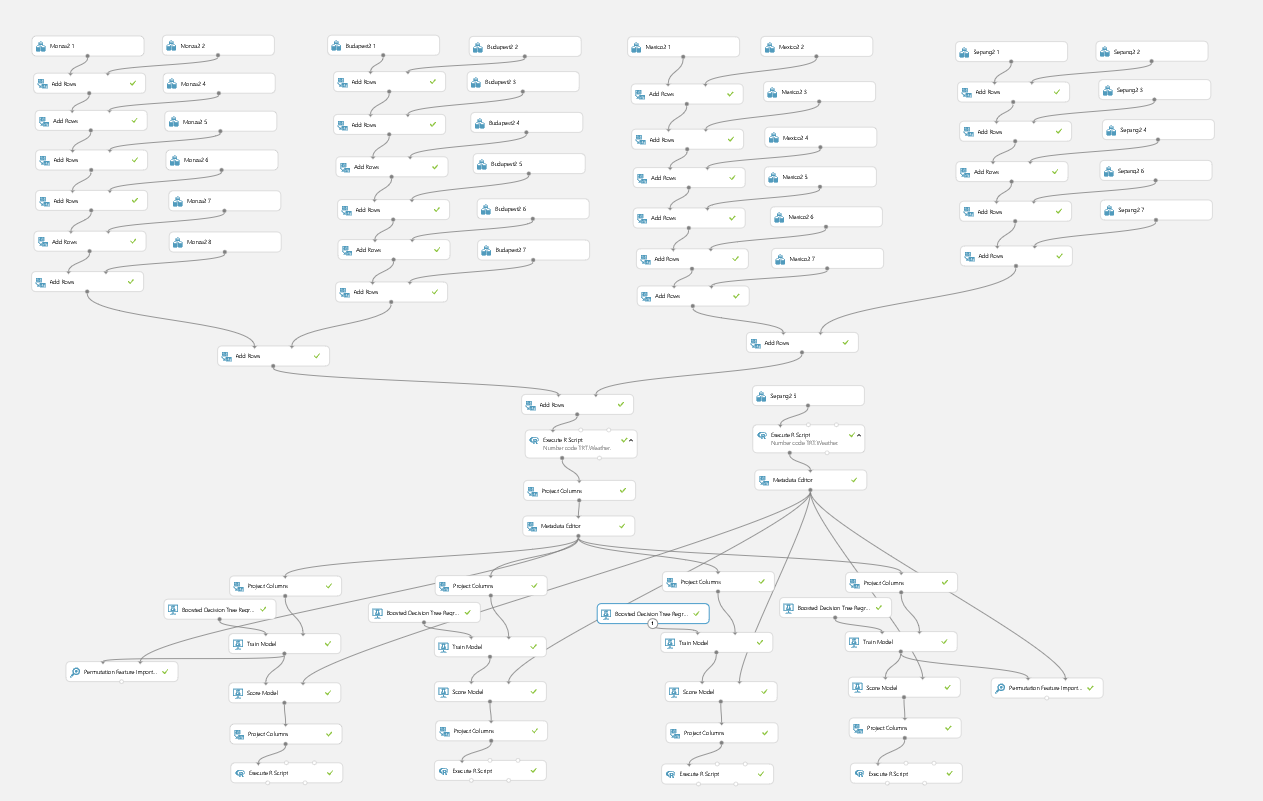 Monza2 1
Monza2 2
Budapest2 1
Budapest2 2
Mexico2 1
Mexico2 2
Sepang2 1
Sepang2 2
Add Rows
Monza2 4
Add Rows
Budapest2 3
Add Rows
Mexico2 3
Add Rows
Sepang2 3
Add Rows
Monza2 5
Add Rows
Budapest2 4
Add Rows
Mexico2 4
Add Rows
Sepang2 4
Add Rows
Monza2 6
Add Rows
Budapest2 5
Add Rows
Mexico2 5
Add Rows
Sepang2 6
Add Rows
Monza2 7
Add Rows
Budapest2 6
Add Rows
Mexico2 6
Add Rows
Sepang2 7
Add Rows
Monza2 8
Add Rows
Budapest2 7
Add Rows
Mexico2 7
Add Rows
Add Rows
Add Rows
Add Rows
Add Rows
Add Rows
Add Rows
Sepang2 5
Execute R Script
Number code TRT.Weather.
Execute R Script
Number code TRT.Weather.
Metadata Editor
Project Columns
Metadata Editor
Project Columns
Project Columns
Project Columns
Project Columns
Boosted Decision Tree Regr...
Boosted Decision Tree Regr...
Boosted Decision Tree Regr...
Boosted Decision Tree Regr...
1
Train Model
Train Model
Train Model
Train Model
Permutation Feature Import...
Score Model
Score Model
Score Model
Score Model
Permutation Feature Import...
Project Columns
Project Columns
Project Columns
Project Columns
Execute R Script
Execute R Script
Execute R Script
Execute R Script